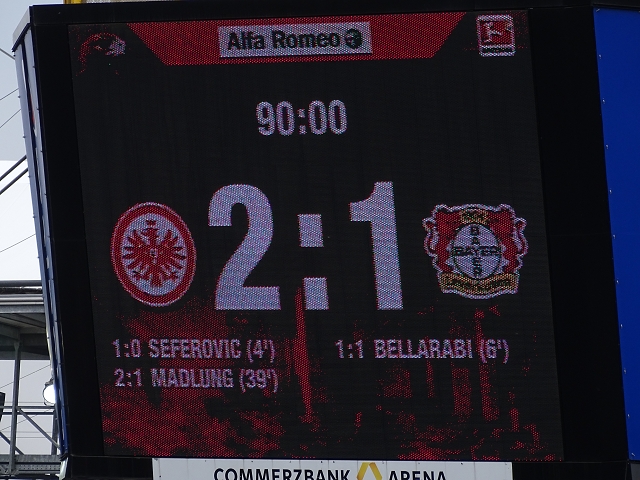 Alfa Romeo
90:00
2:1
BAYER
1:0 SEFEROVIC (4')
1:1 BELLARABI (6')
2:1 MADLUNG (39')
COMMERZBANK ARENA